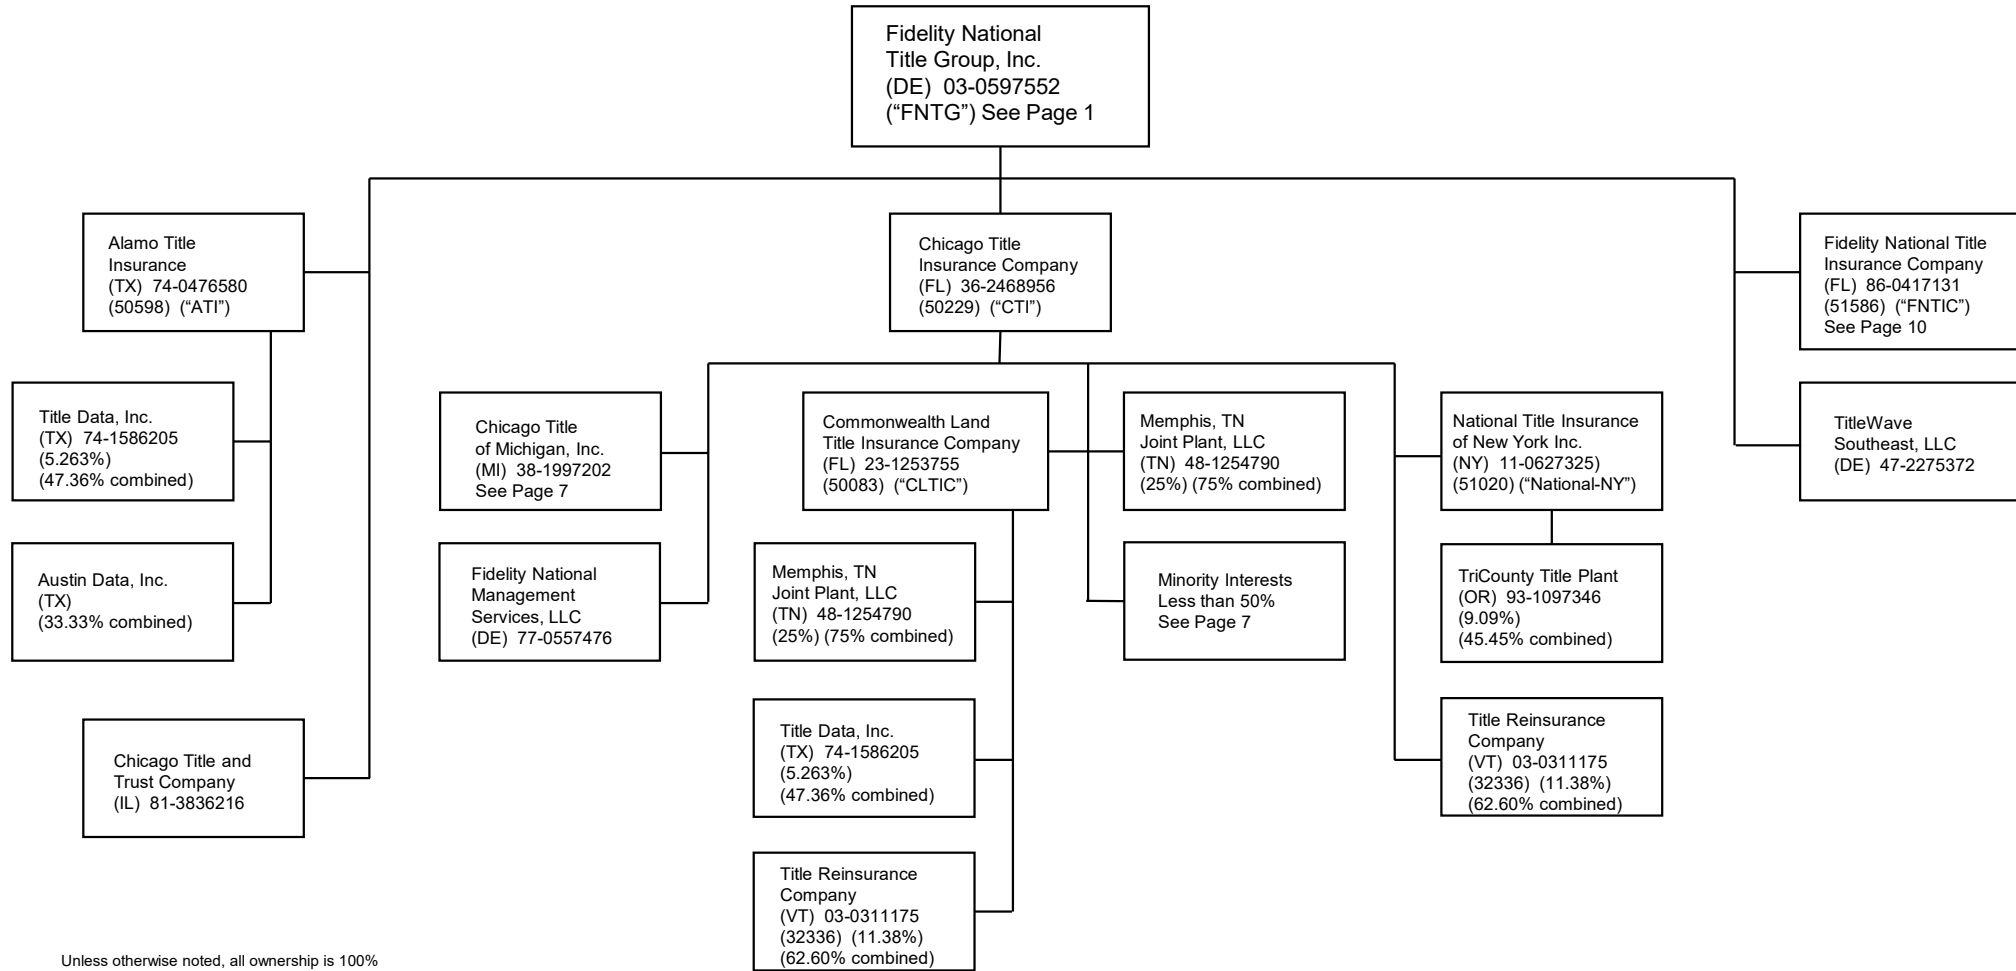 Fidelity National
Title Group, Inc.
(DE) 03-0597552
(“FNTG”) See Page 1
Alamo Title
Insurance
(TX) 74-0476580
(50598) (“ATI”)
Chicago Title
Insurance Company
(FL) 36-2468956
(50229) (“CTI”)
Fidelity National Title
Insurance Company
(FL) 86-0417131
(51586) (“FNTIC”)
See Page 10
Title Data, Inc.
(TX) 74-1586205
(5.263%)
(47.36% combined)
Chicago Title
of Michigan, Inc.
(MI) 38-1997202
See Page 7
Commonwealth Land
Title Insurance Company
(FL) 23-1253755
(50083) (“CLTIC”)
Memphis, TN
Joint Plant, LLC
(TN) 48-1254790
(25%) (75% combined)
National Title Insurance
of New York Inc.
(NY) 11-0627325)
(51020) (“National-NY”)
TitleWave
Southeast, LLC
(DE) 47-2275372
Austin Data, Inc.
(TX)
(33.33% combined)
Fidelity National
Management
Services, LLC
(DE) 77-0557476
Memphis, TN
Joint Plant, LLC
(TN) 48-1254790
(25%) (75% combined)
Minority Interests
Less than 50%
See Page 7
TriCounty Title Plant
(OR) 93-1097346
(9.09%)
(45.45% combined)
Chicago Title and
Trust Company
(IL) 81-3836216
Title Data, Inc.
(TX) 74-1586205
(5.263%)
(47.36% combined)
Title Reinsurance
Company
(VT) 03-0311175
(32336) (11.38%)
(62.60% combined)
Title Reinsurance
Company
(VT) 03-0311175
(32336) (11.38%)
(62.60% combined)
Unless otherwise noted, all ownership is 100%